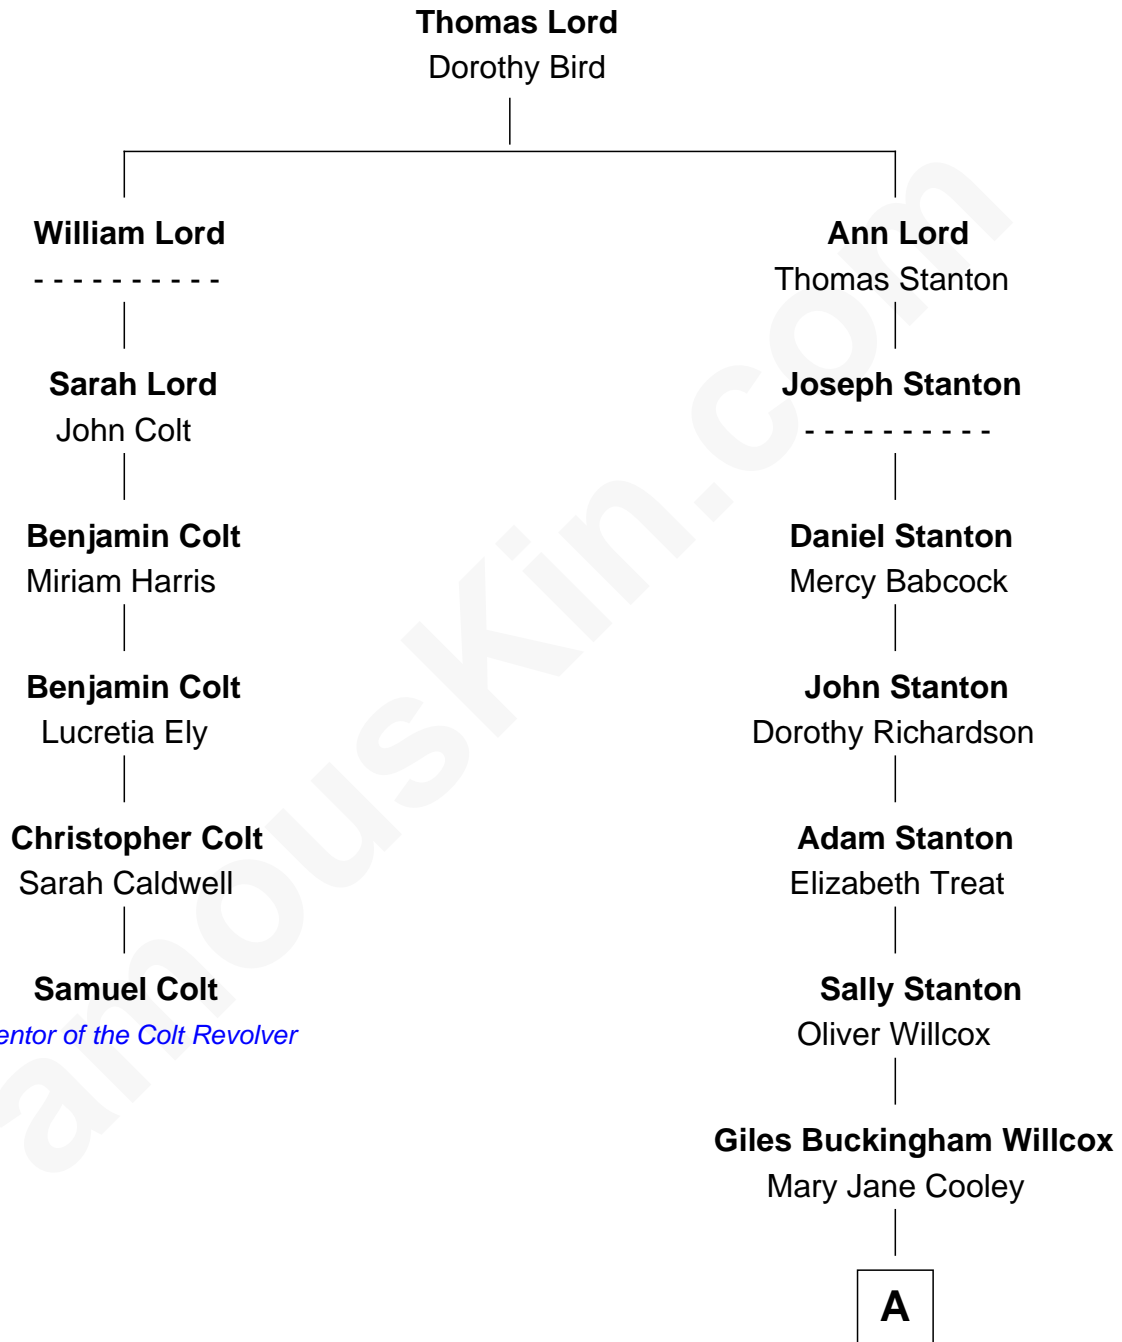 Thomas Lord
Dorothy Bird
William Lord
- - - - - - - - - -
Sarah Lord
John Colt
Benjamin Colt
Miriam Harris
Benjamin Colt
Lucretia Ely
Christopher Colt
Sarah Caldwell
Samuel Colt
entor of the Colt Revolver
Ann Lord
Thomas Stanton
Joseph Stanton
- - - - - - - - - -
Daniel Stanton
Mercy Babcock
John Stanton
Dorothy Richardson
Adam Stanton
Elizabeth Treat
Sally Stanton
Oliver Willcox
Giles Buckingham Willcox
Mary Jane Cooley
A
amousKin.com